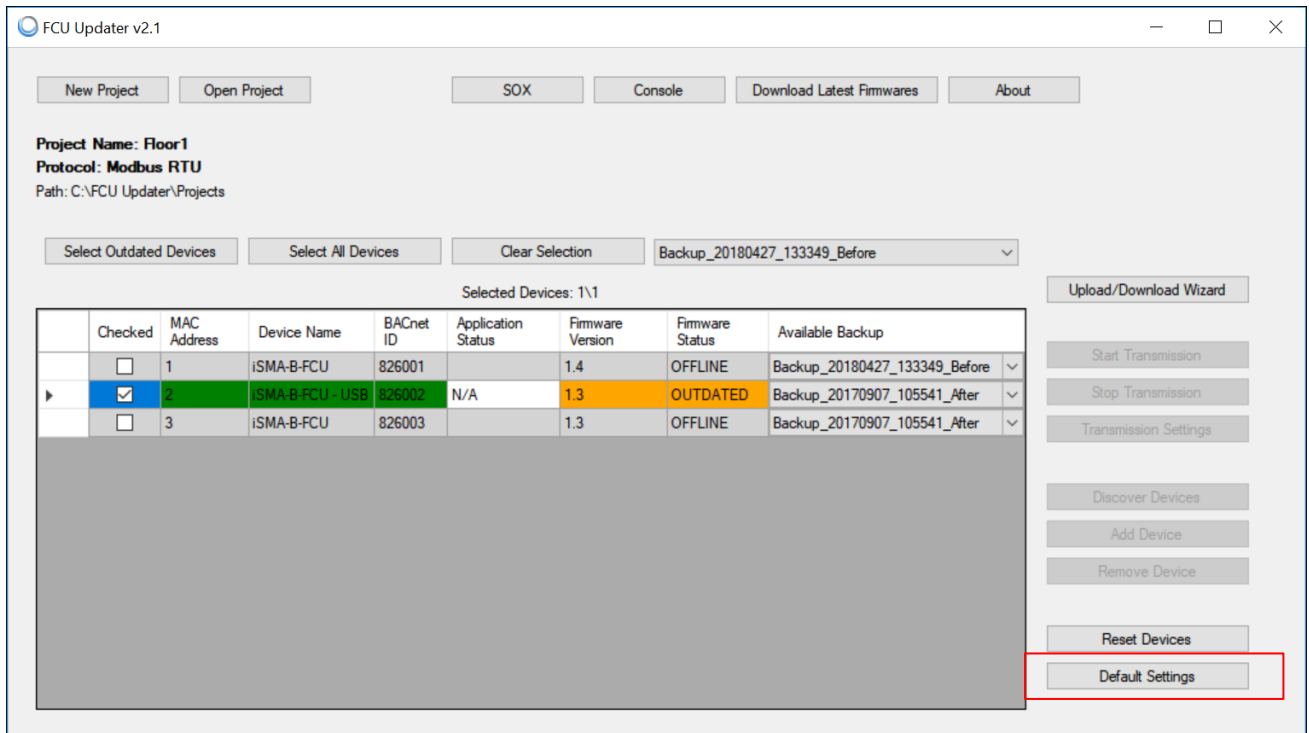 FCU Updater v2.1
New Project Open Project SOX Console Download Latest Firmwares About
Project Name: Floor1
Protocol: Modbus RTU
Path: C:\FCU Updater\Projects
Select Outdated Devices Select All Devices Clear Selection Backup_20180427_133349_Before
Selected Devices: 1\1
Upload/Download Wizard
Checked MAC Address Device Name BACnet ID Application Status Firmware Version Firmware Status Available Backup
1 iSMA-B-FCU 826001 1.4 OFFLINE Backup_20180427_133349_Before
2 iSMA-B-FCU - USB 826002 N/A 1.3 OUTDATED Backup_20170907_105541_After
3 iSMA-B-FCU 826003 1.3 OFFLINE Backup_20170907_105541_After
Start Transmission
Stop Transmission
Transmission Settings
Discover Devices
Add Device
Remove Device
Reset Devices
Default Settings